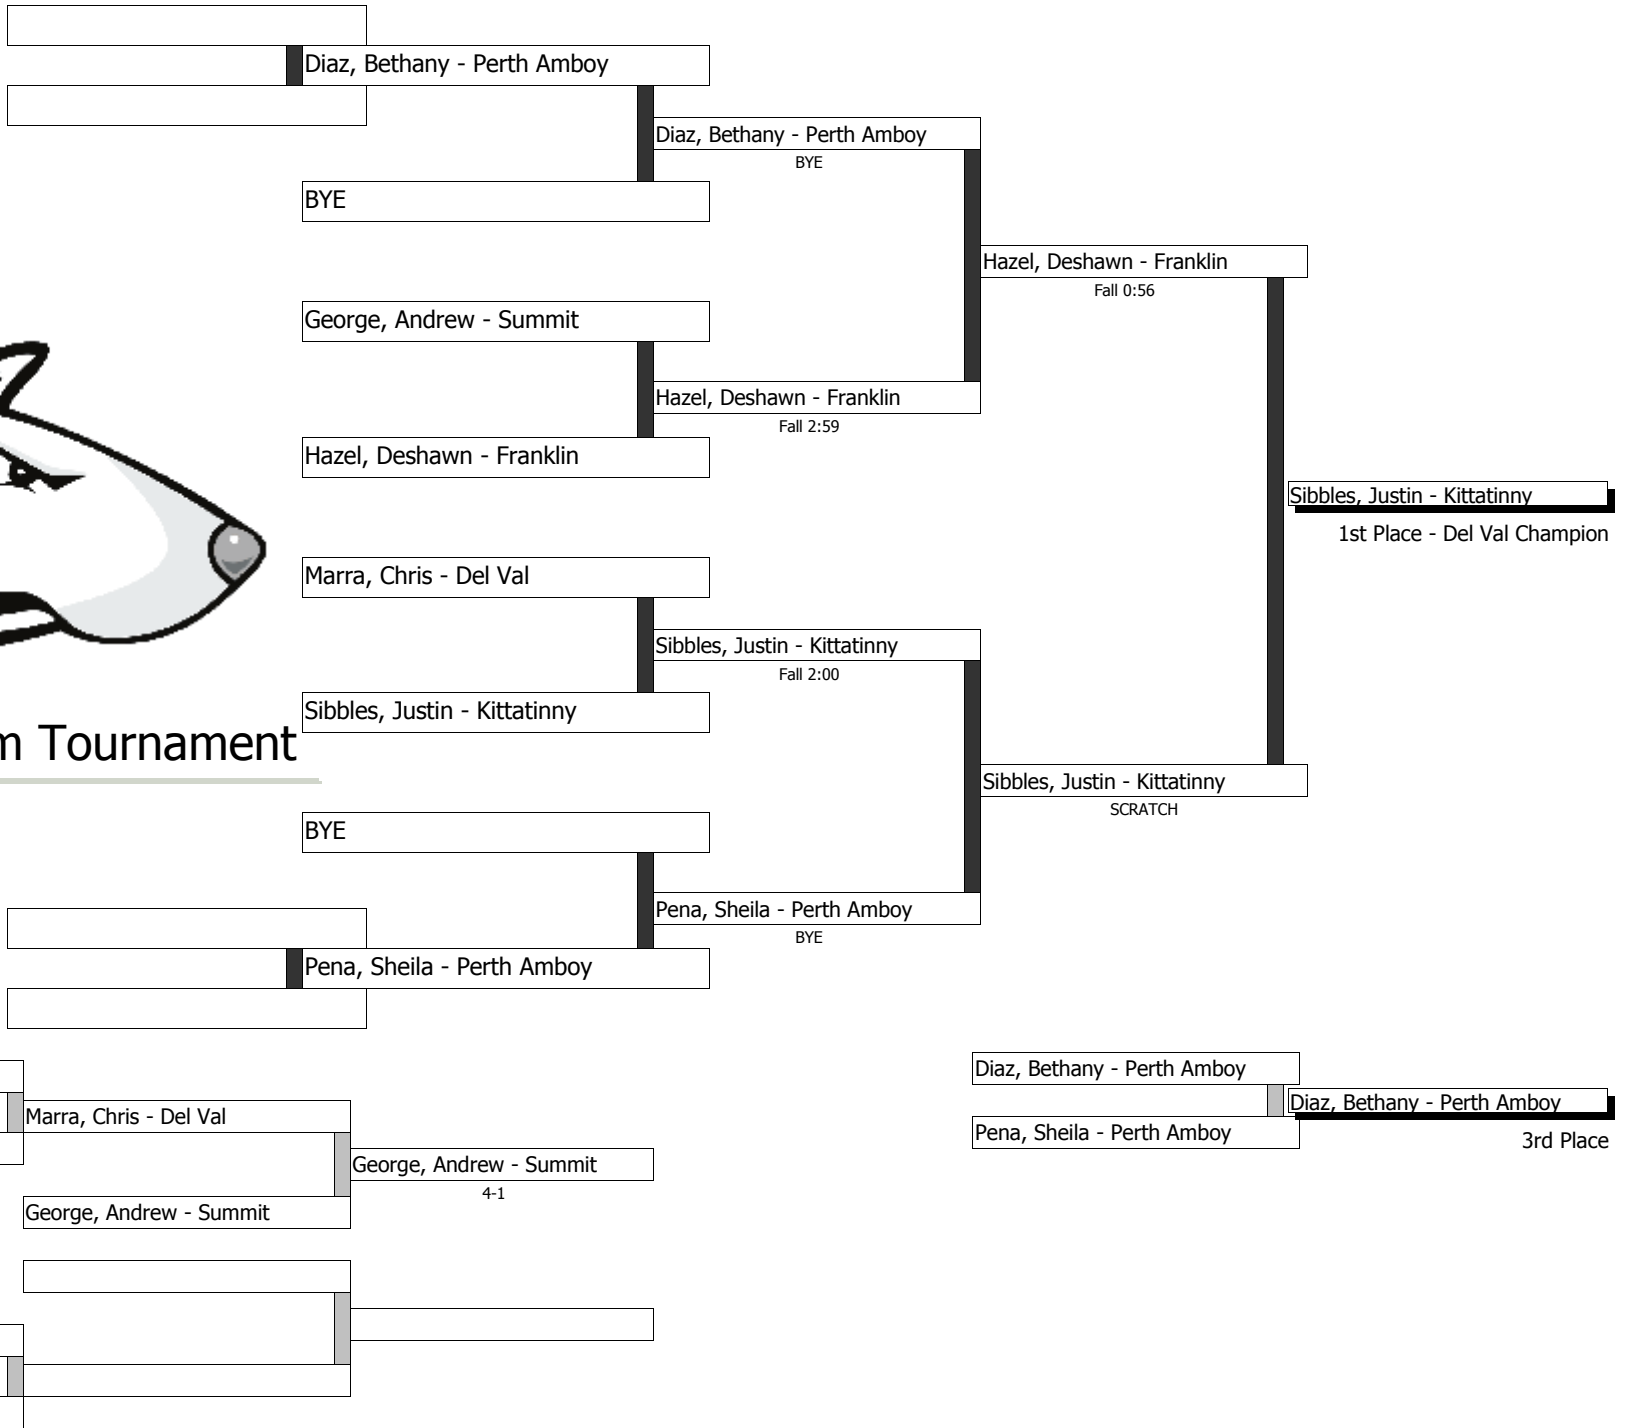 Diaz, Bethany - Perth Amboy
Diaz, Bethany - Perth Amboy
BYE
BYE
Hazel, Deshawn - Franklin
Fall 0:56
George, Andrew - Summit
Hazel, Deshawn - Franklin
Fall 2:59
Hazel, Deshawn - Franklin
Sibbles, Justin - Kittatinny
1st Place - Del Val Champion
Marra, Chris - Del Val
Sibbles, Justin - Kittatinny
Fall 2:00
Sibbles, Justin - Kittatinny
m Tournament
Sibbles, Justin - Kittatinny
SCRATCH
BYE
Pena, Sheila - Perth Amboy
BYE
Pena, Sheila - Perth Amboy
Diaz, Bethany - Perth Amboy
Diaz, Bethany - Perth Amboy
Pena, Sheila - Perth Amboy
3rd Place
Marra, Chris - Del Val
George, Andrew - Summit
4-1
George, Andrew - Summit